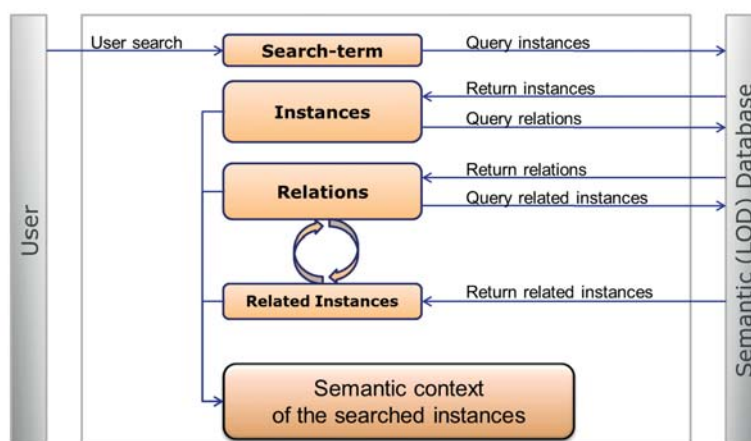 User
User search
Search-term
Query instances
Return instances
Instances
Query relations
Return relations
Relations
Query related instances
Related Instances
Return related instances
Semantic context
of the searched instances
Semantic (LOD) Database